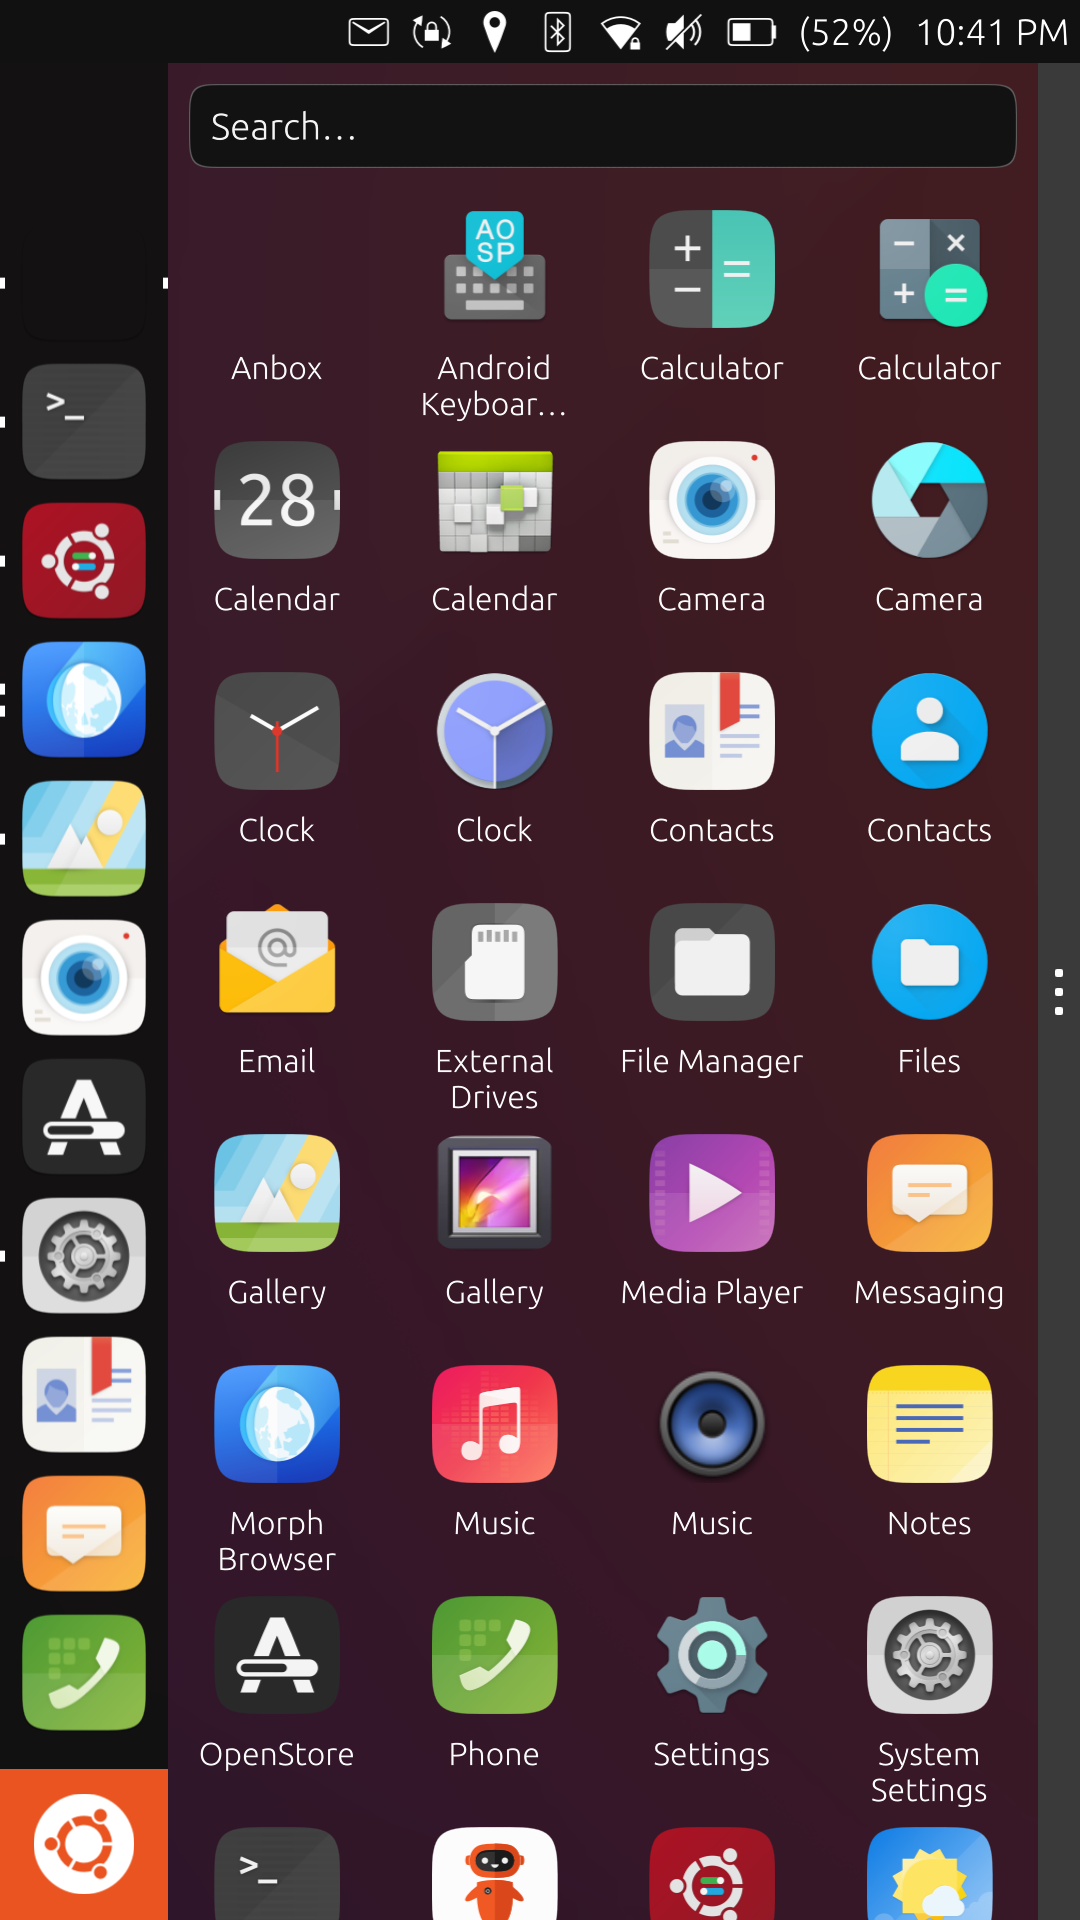 (52%) 10:41 PM
Search...
AO
SP
Anbox
Android
Keyboar...
Calculator
Calculator
28
Calendar
Calendar
Camera
Camera
Clock
Clock
Contacts
Contacts
Email
External
Drives
File Manager
Files
Gallery
Gallery
Media Player
Messaging
Morph
Browser
Music
Music
Notes
OpenStore
Phone
Settings
System
Settings